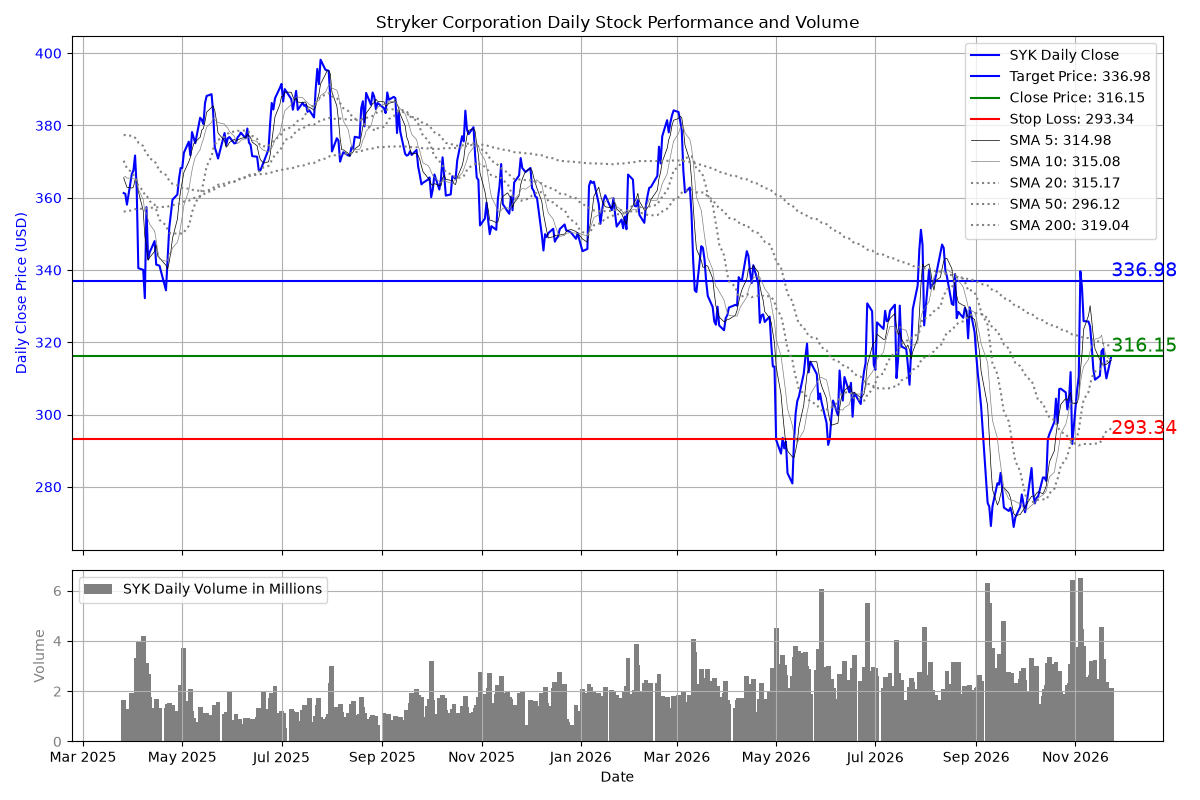 Stryker Corporation Daily Stock Performance and Volume
400
380
360
340
320
300
280
Daily Close Price (USD)
SYK Daily Close
Target Price: 336.98
Close Price: 316.15
Stop Loss: 293.34
SMA 5: 314.98
SMA 10: 315.08
SMA 20: 315.17
SMA 50: 296.12
SMA 200: 319.04
336.98
316.15
293.34
SYK Daily Volume in Millions
6
4
2
0
Volume
Mar 2025 May 2025 Jul 2025 Sep 2025 Nov 2025 Jan 2026 Mar 2026 May 2026 Jul 2026 Sep 2026 Nov 2026
Date